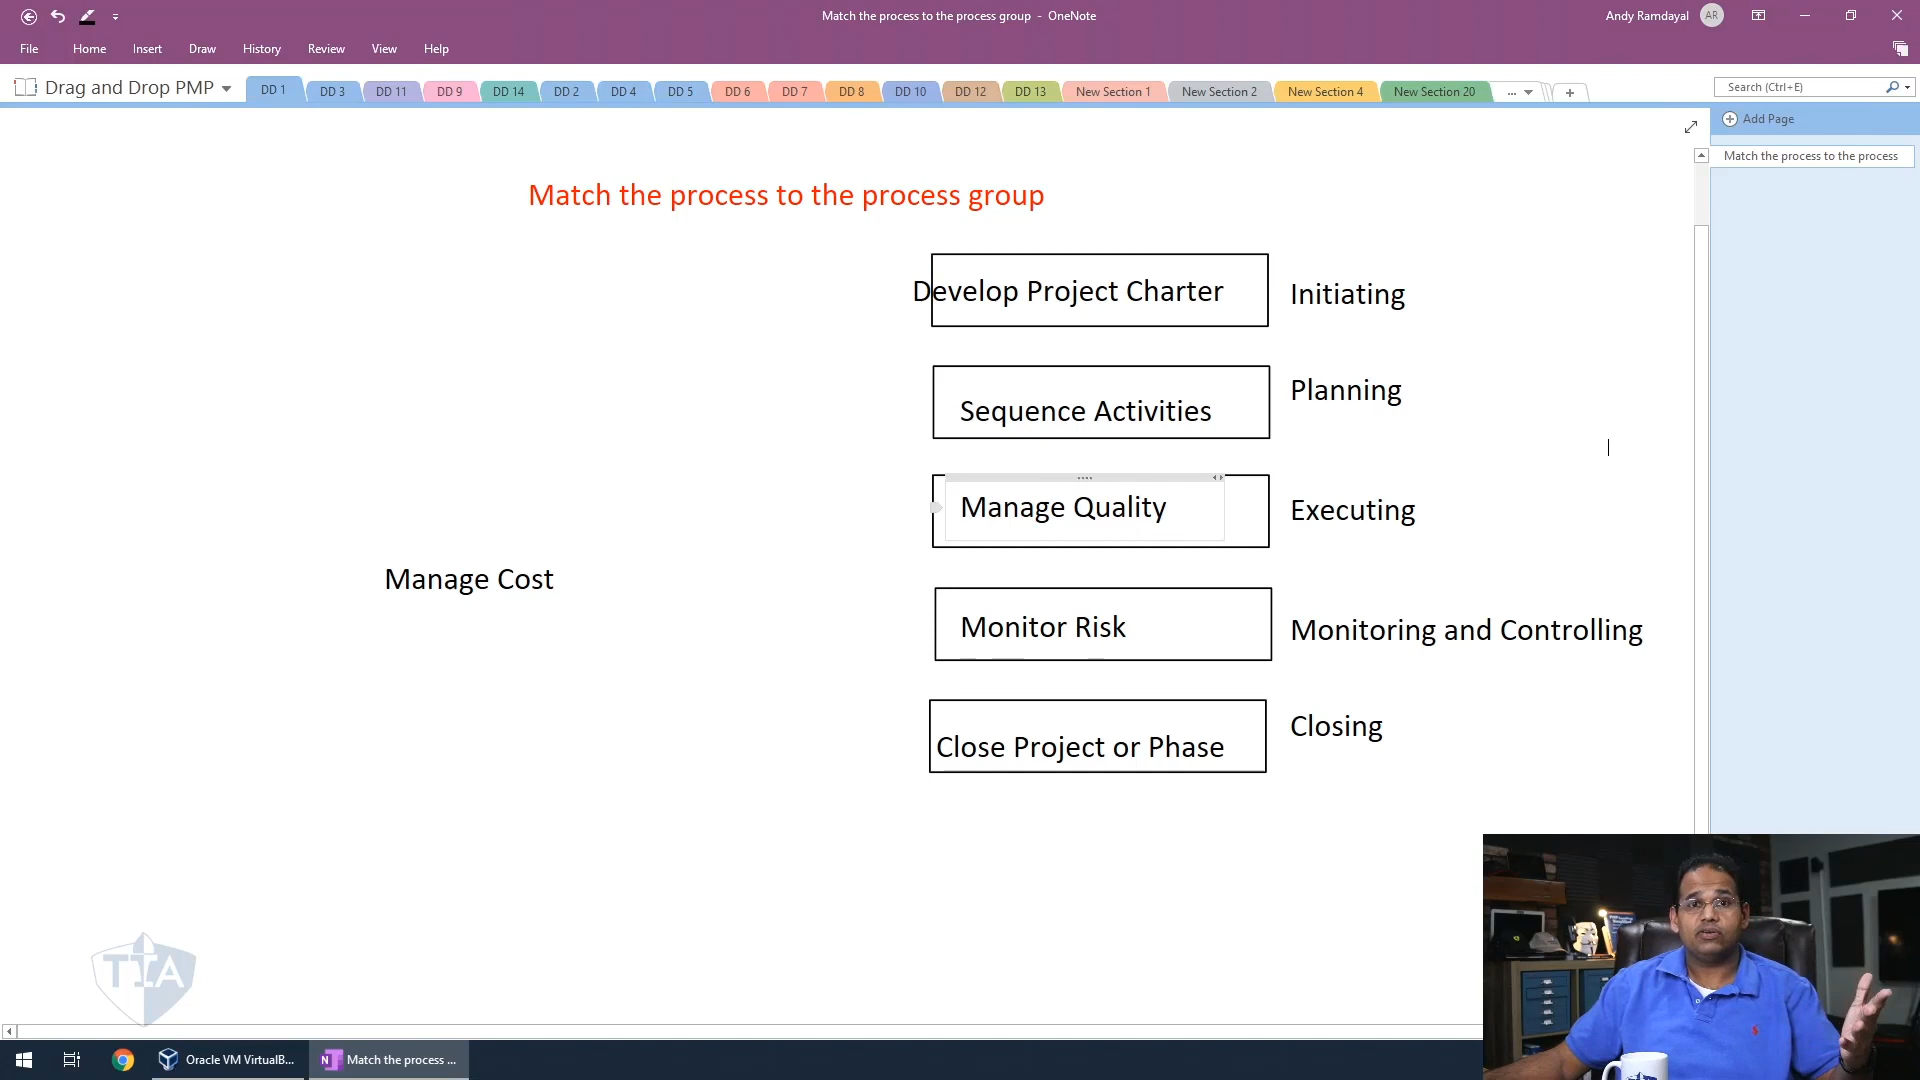 Match the process to the process group - OneNote
Andy Ramdayal
AR
File Home Insert Draw History Review View Help
Drag and Drop PMP
DD 1 DD 3 DD 11 DD 9 DD 14 DD 2 DD 4 DD 5 DD 6 DD 7 DD 8 DD 10 DD 12 DD 13 New Section 1 New Section 2 New Section 4 New Section 20 ...
Search (Ctrl+E)
Add Page
Match the process to the process
Match the process to the process group
Develop Project Charter Initiating
Sequence Activities Planning
Manage Quality Executing
Manage Cost
Monitor Risk Monitoring and Controlling
Close Project or Phase Closing
TIA
Oracle VM VirtualB...
Match the process ...